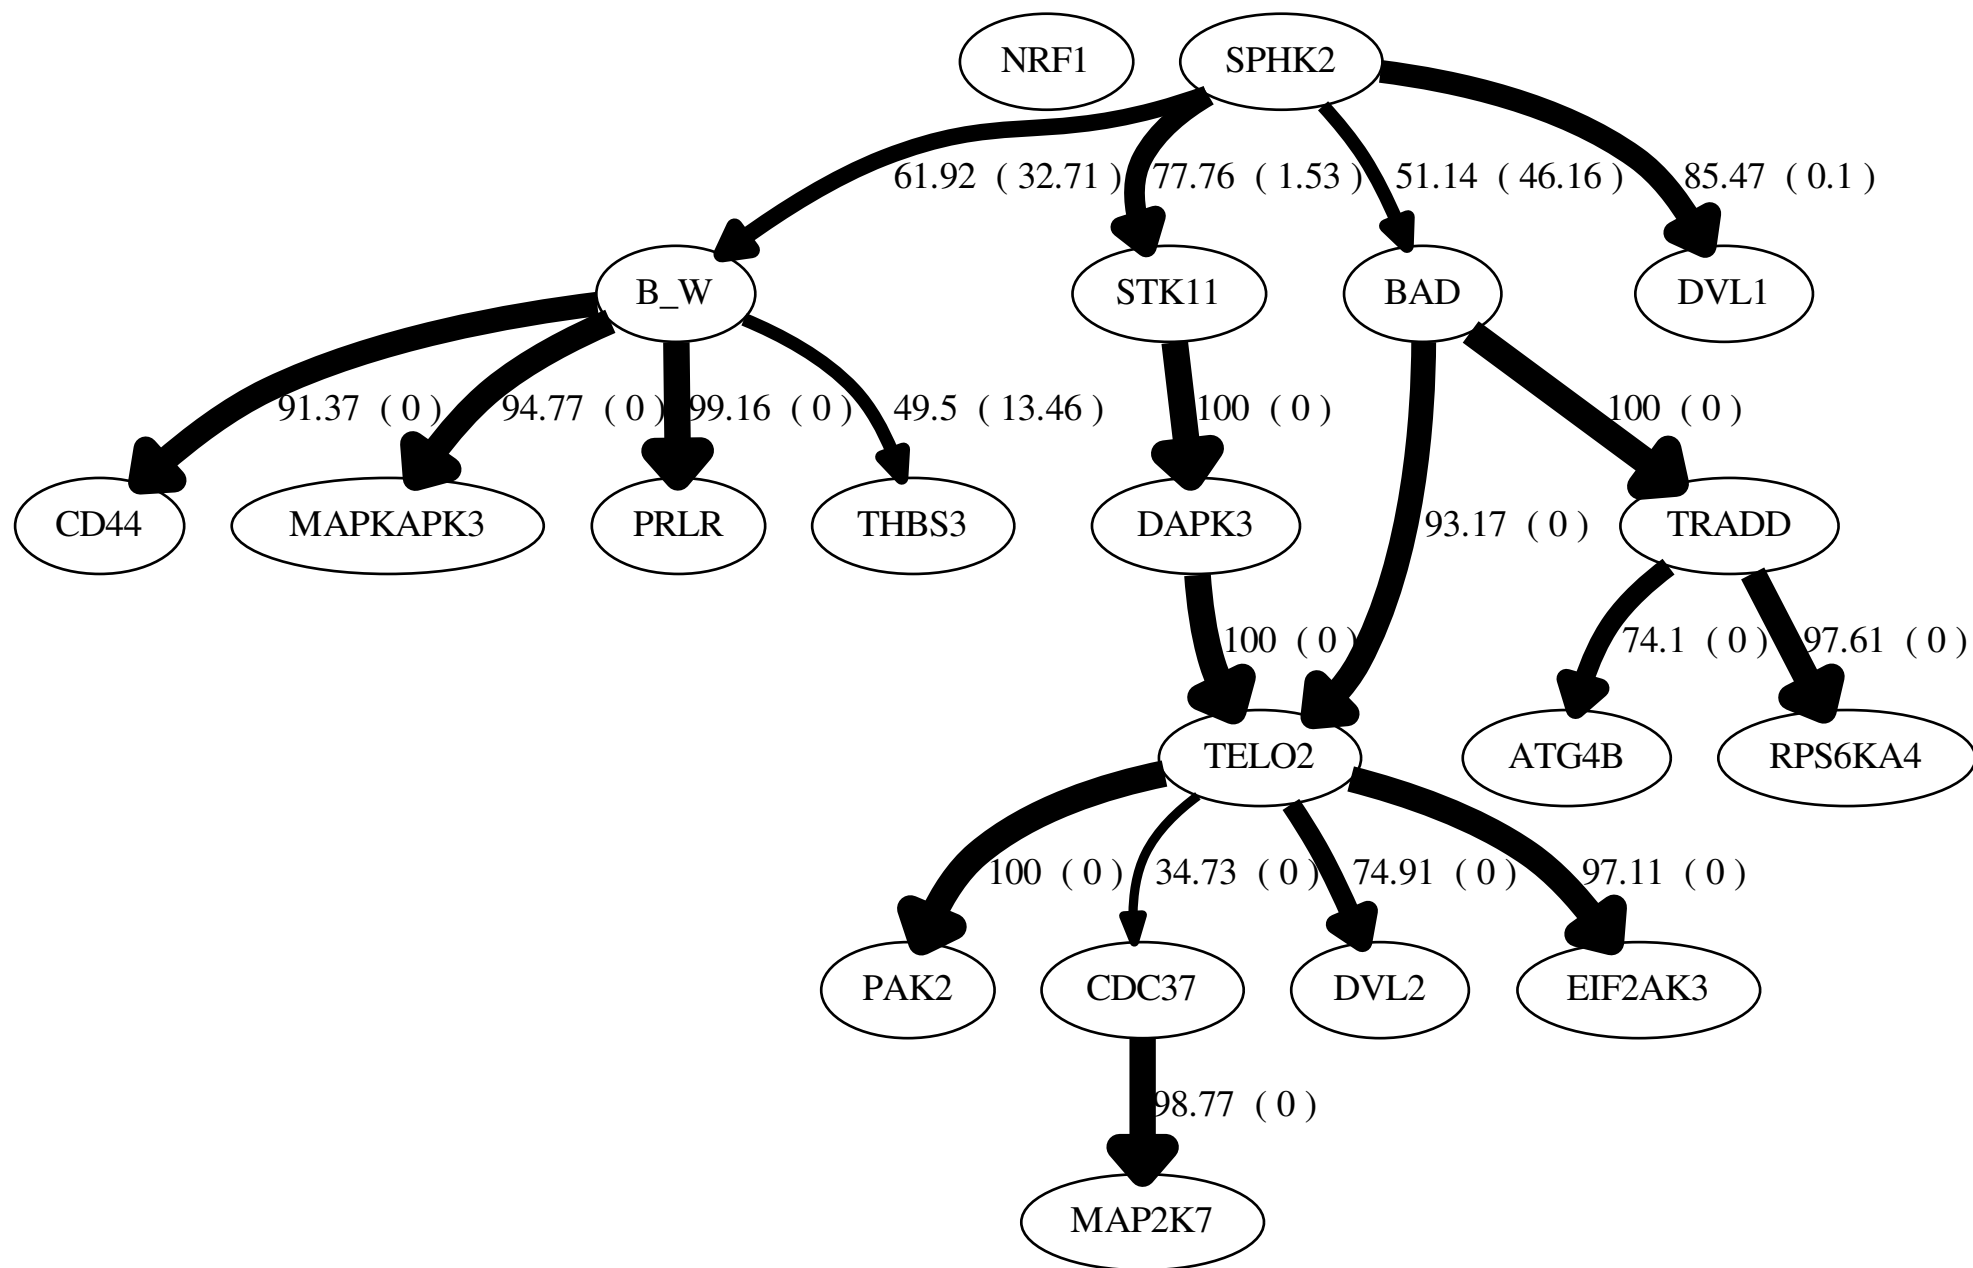 NRF1 SPHK2
61.92 ( 32.71 ) 77.76 ( 1.53 ) 51.14 ( 46.16 ) 85.47 ( 0.1 )
B_W STK11 BAD DVL1
91.37 ( 0 ) 94.77 ( 0 ) 99.16 ( 0 ) 49.5 ( 13.46 ) 100 ( 0 ) 100 ( 0 )
CD44 MAPKAPK3 PRLR THBS3 DAPK3 93.17 ( 0 ) TRADD
100 ( 0 ) 74.1 ( 0 ) 97.61 ( 0 )
TELO2 ATG4B RPS6KA4
100 ( 0 ) 34.73 ( 0 ) 74.91 ( 0 ) 97.11 ( 0 )
PAK2 CDC37 DVL2 EIF2AK3
98.77 ( 0 )
MAP2K7